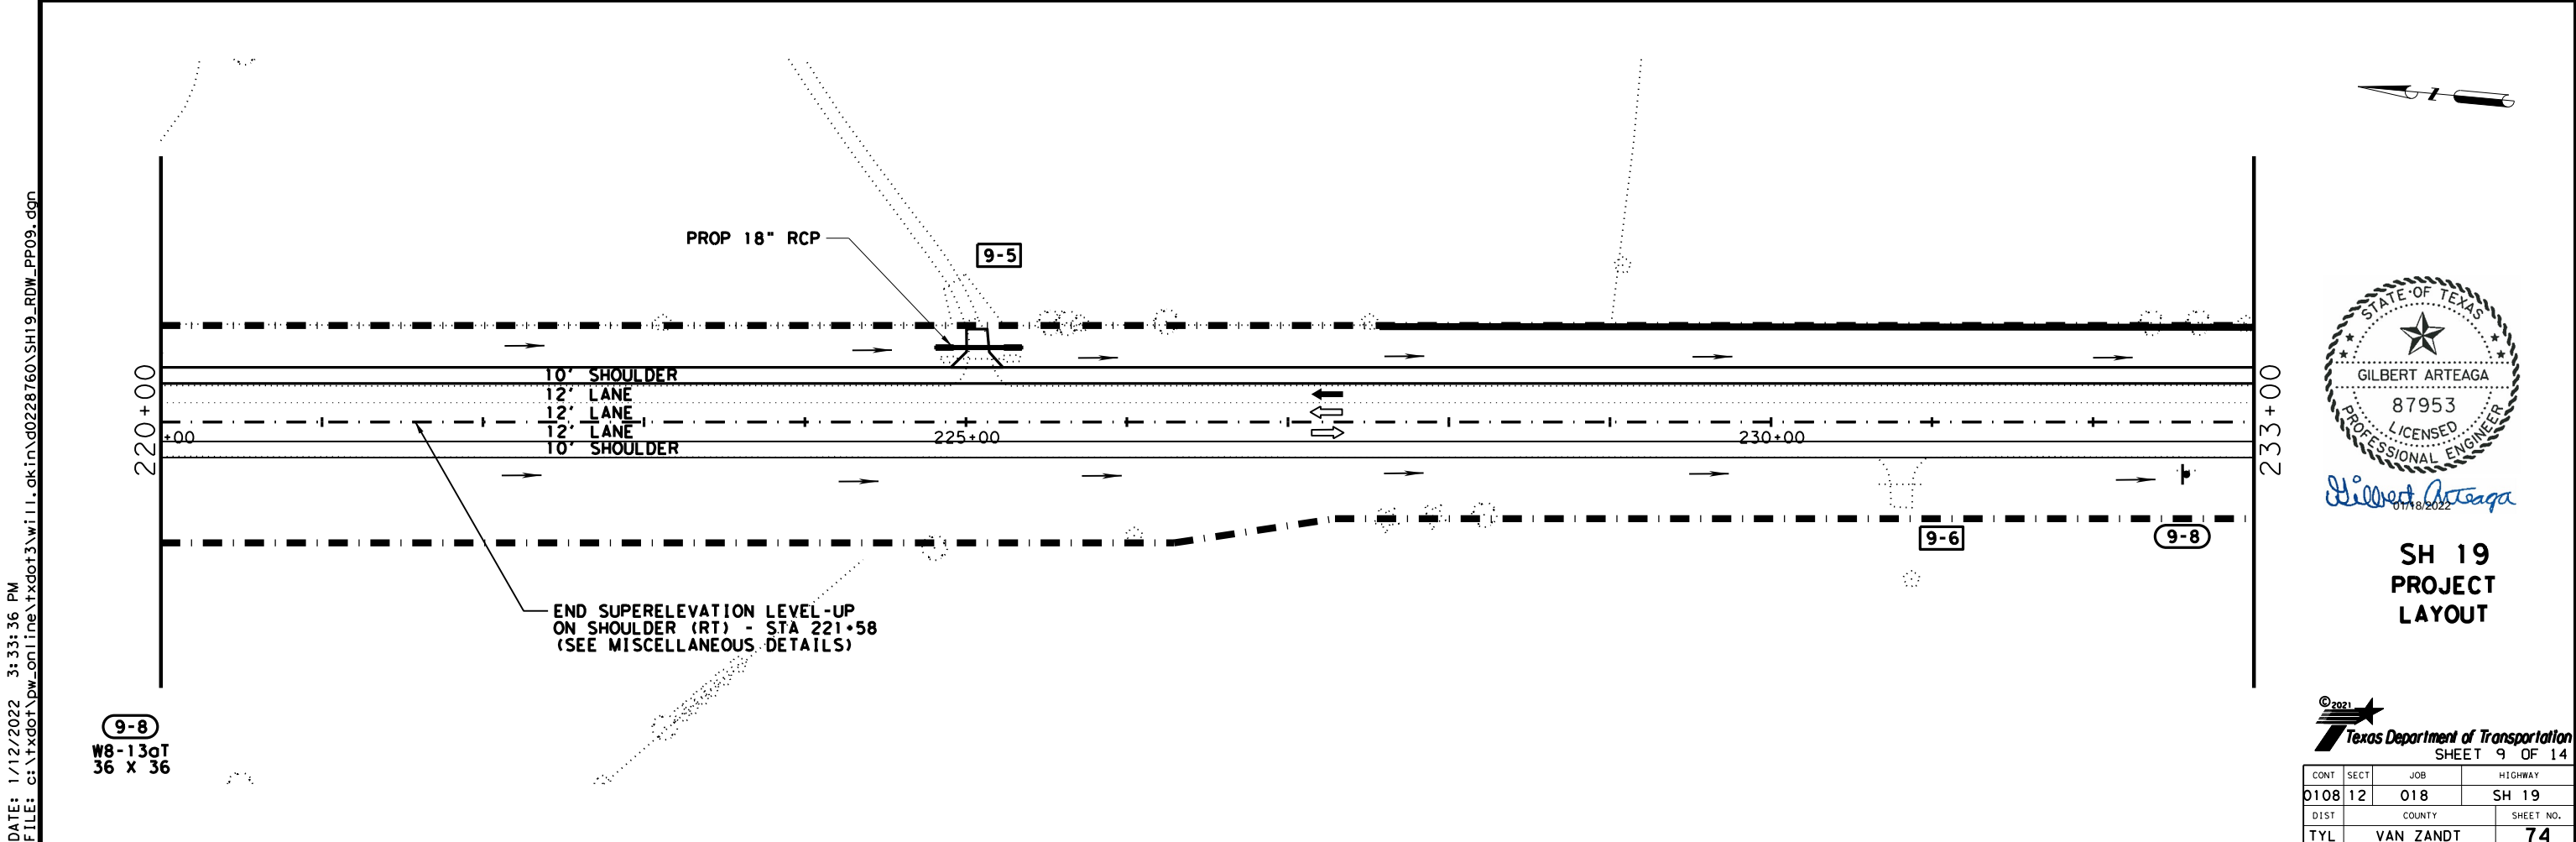 DATE: 1/12/2022 3:33:36 PM
FILE: c:\txdot\pw_online\txdot3\will.akin\d0228760\SH19_RDW_PP09.dgn
PROP 18" RCP
9-5
220+00
10' SHOULDER
12' LANE
12' LANE
12' LANE
10' SHOULDER
+00
225+00
230+00
233+00
9-6
9-8
END SUPERELEVATION LEVEL-UP
ON SHOULDER (RT) - STA 221+58
(SEE MISCELLANEOUS DETAILS)
9-8
W8-13aT
36 X 36
Z
STATE OF TEXAS
GILBERT ARTEAGA
87953
LICENSED
PROFESSIONAL ENGINEER
Gilbert Arteaga
01/18/2022
SH 19
PROJECT
LAYOUT
©2021
Texas Department of Transportation
SHEET 9 OF 14
CONT SECT JOB HIGHWAY
0108 12 018 SH 19
DIST COUNTY SHEET NO.
TYL VAN ZANDT 74